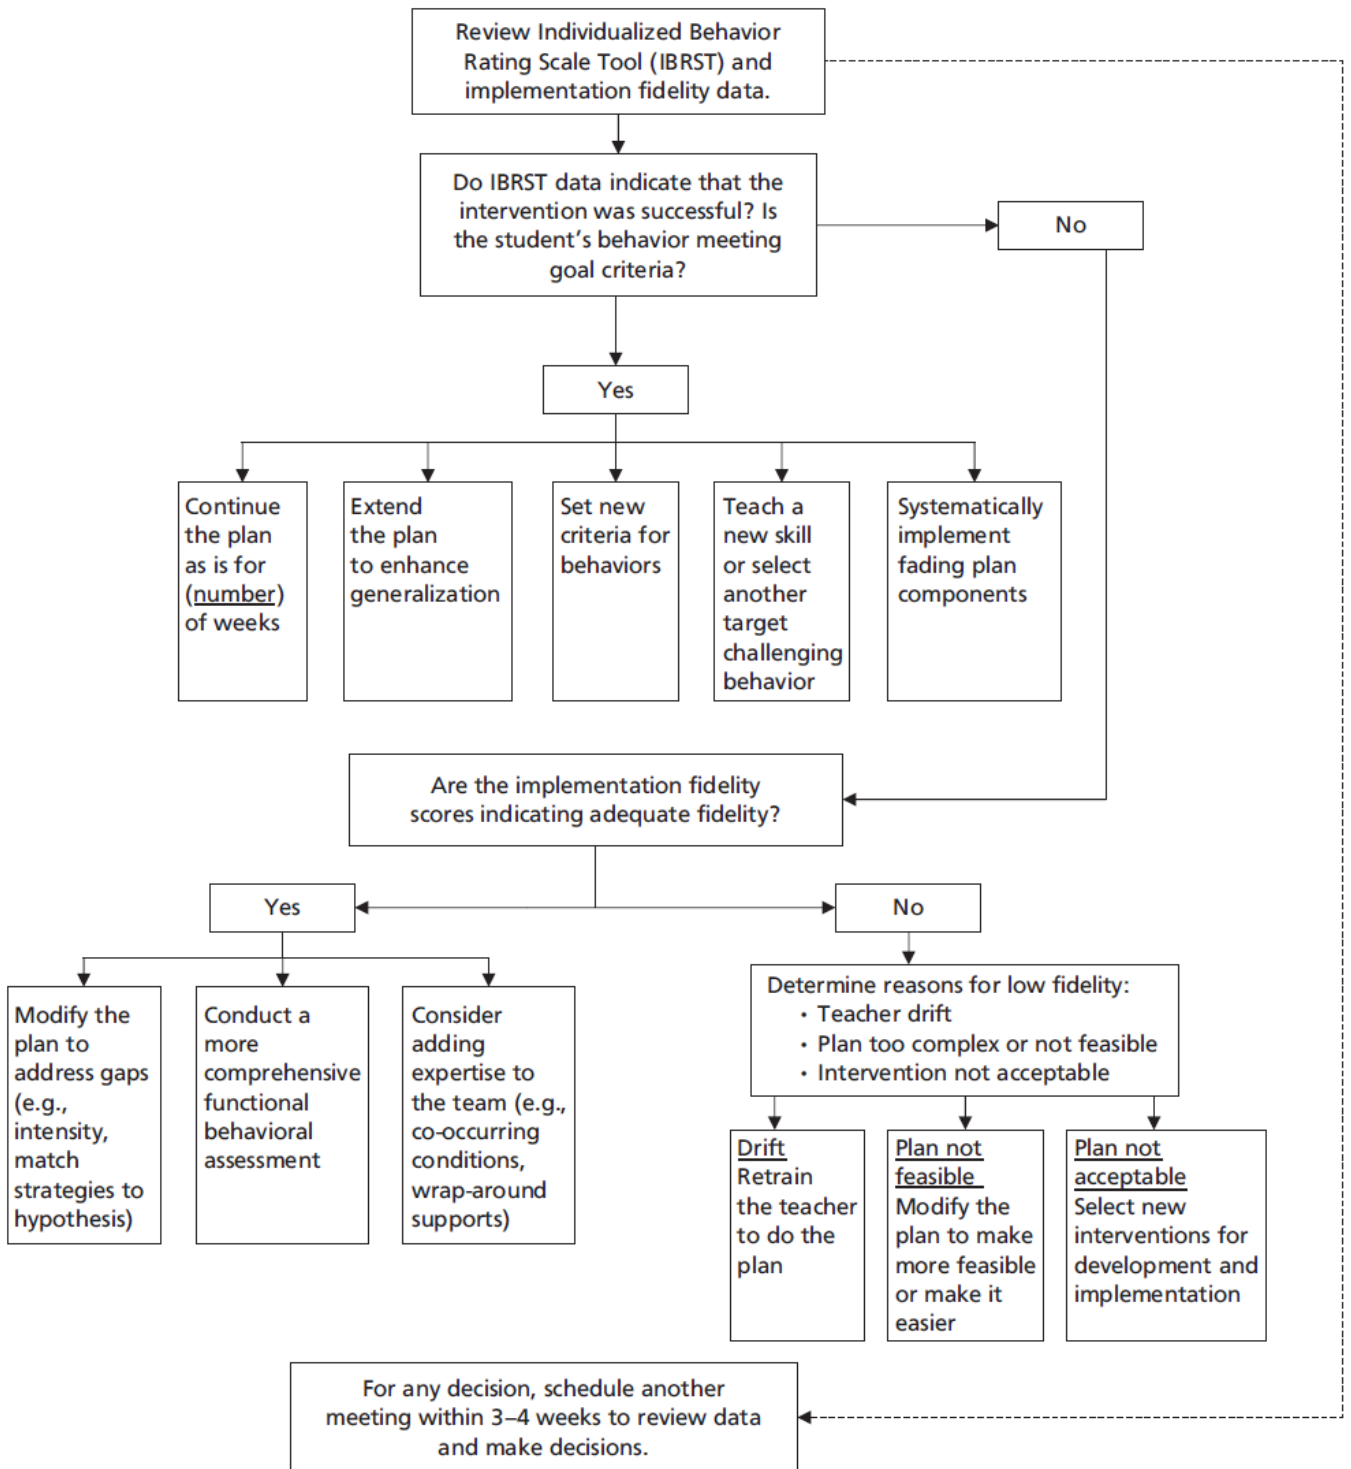 Review Individualized Behavior
Rating Scale Tool (IBRST) and
implementation fidelity data.
Do IBRST data indicate that the
intervention was successful? Is
the student’s behavior meeting
goal criteria?
No
Yes
Continue
the plan
as is for
(number)
of weeks
Extend
the plan
to enhance
generalization
Set new
criteria for
behaviors
Teach a
new skill
or select
another
target
challenging
behavior
Systematically
implement
fading plan
components
Are the implementation fidelity
scores indicating adequate fidelity?
Yes
No
Modify the
plan to
address gaps
(e.g.,
intensity,
match
strategies to
hypothesis)
Conduct a
more
comprehensive
functional
behavioral
assessment
Consider
adding
expertise to
the team (e.g.,
co-occurring
conditions,
wrap-around
supports)
Determine reasons for low fidelity:
• Teacher drift
• Plan too complex or not feasible
• Intervention not acceptable
Drift
Retrain
the teacher
to do the
plan
Plan not
feasible
Modify the
plan to make
more feasible
or make it
easier
Plan not
acceptable
Select new
interventions for
development and
implementation
For any decision, schedule another
meeting within 3–4 weeks to review data
and make decisions.